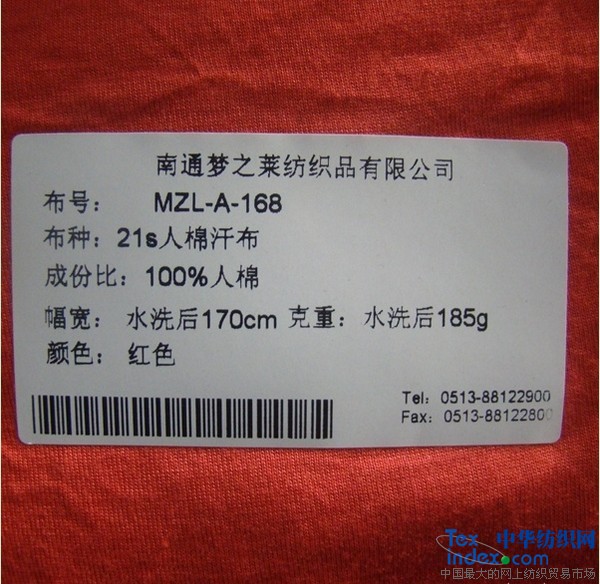 南通梦之莱纺织品有限公司
布号： MZL-A-168
布种：21s人棉汗布
成份比：100%人棉
幅宽： 水洗后170cm 克重：水洗后185g
颜色： 红色
Tel：0513-88122900
Fax：0513-88122800
Tex 中华纺织网
index.com
中国最大的网上纺织贸易市场